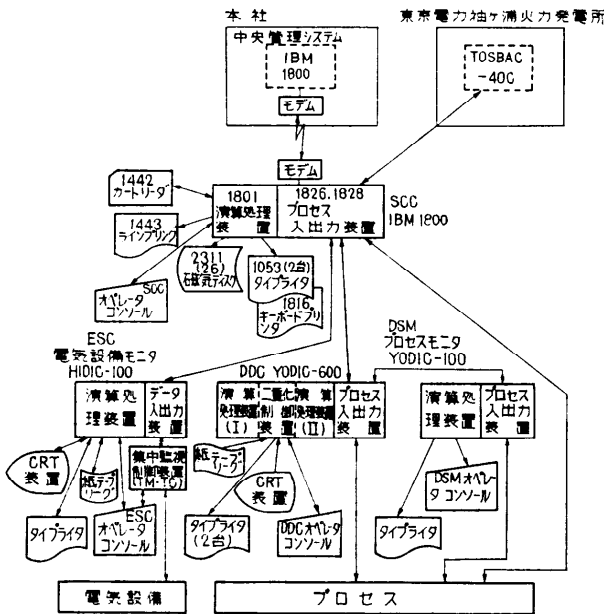 本社
東京電力袖ヶ浦火力発電所
中央管理システム
IBM
1800
モデム
TOSBAC
-40C
モデム
1442
カードリーダ
1801
演算処理
装置
1826.1828
プロセス
入出力装置
SCC
IBM 1800
1443
ラインプリンタ
2311
(26)
磁気ディスク
1053(2台)
タイプライタ
1816
キーボードプリ
ンタ
SCC
オペレータ
コンソール
ESC
電気設備モニタ
HIDIC-100
DDC YODIC-600
DSM
プロセスモニタ
YODIC-100
演算処
理装置
データ
入出力
装置
演算
処理装置
(I)
二重化
制御
装置
演算
処理装置
(II)
プロセス
入出力
装置
演算処
理装置
プロセス
入出力
装置
CRT
装置
紙テープ
リーダ
集中監視
制御装置
(TM-TC)
紙テープ
リーダ
CRT
装置
DSMオペレー
タコンソール
タイプライタ
ESC
オペレータ
コンソール
タイプライタ
(2台)
DDCオペレータ
コンソール
タイプライタ
電気設備
プロセス